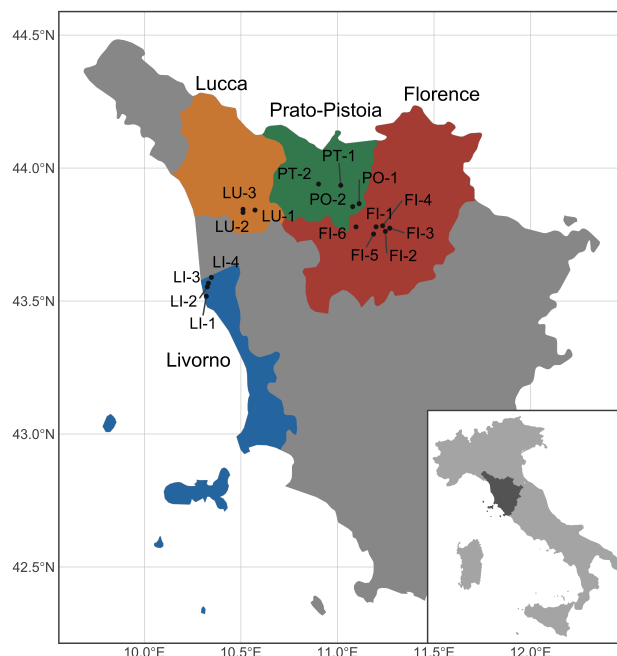 44.5°N
Lucca
Florence
Prato-Pistoia
44.0°N
PT-1
PT-2
PO-1
LU-3
PO-2
FI-4
LU-1
FI-1
LU-2
FI-6
FI-3
FI-5
FI-2
LI-4
LI-3
43.5°N
LI-2
LI-1
Livorno
43.0°N
42.5°N
10.0°E
10.5°E
11.0°E
11.5°E
12.0°E